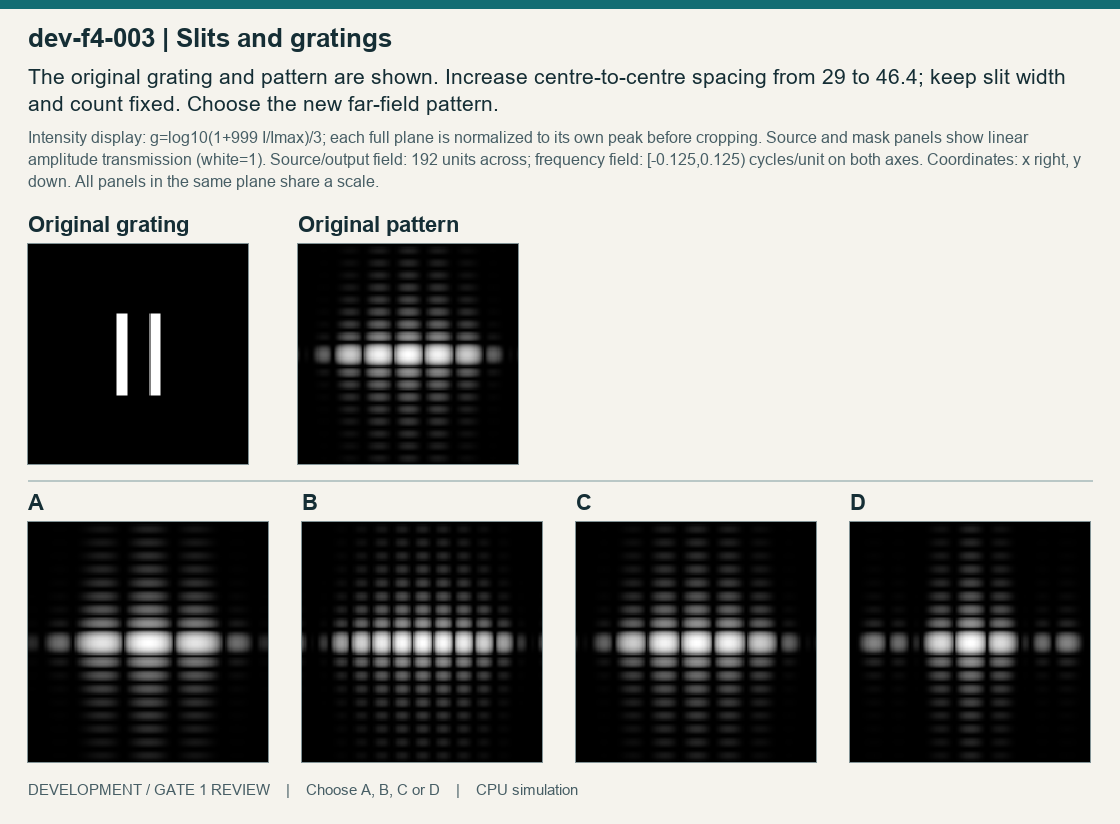 dev-f4-003 | Slits and gratings
The original grating and pattern are shown. Increase centre-to-centre spacing from 29 to 46.4; keep slit width
and count fixed. Choose the new far-field pattern.
Intensity display: g=log10(1+999 I/Imax)/3; each full plane is normalized to its own peak before cropping. Source and mask panels show linear
amplitude transmission (white=1). Source/output field: 192 units across; frequency field: [-0.125,0.125) cycles/unit on both axes. Coordinates: x right, y
down. All panels in the same plane share a scale.
Original grating
Original pattern
A
B
C
D
DEVELOPMENT / GATE 1 REVIEW | Choose A, B, C or D | CPU simulation